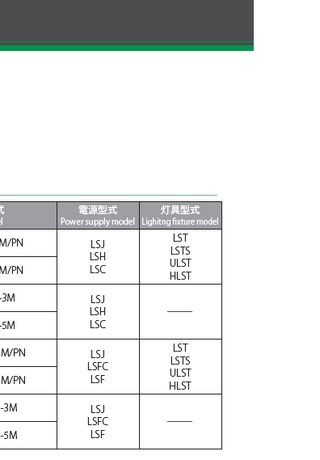 式 電源型式 灯具型式
el Power supply model Lighitng fixture model
M/PN LSJ LST
LSH LSTS
M/PN LSC ULST
HLST
-3M LSJ ——
LSH
-5M LSC
M/PN LSJ LST
LSFC LSTS
M/PN LSF ULST
HLST
-3M LSJ ——
LSFC
-5M LSF